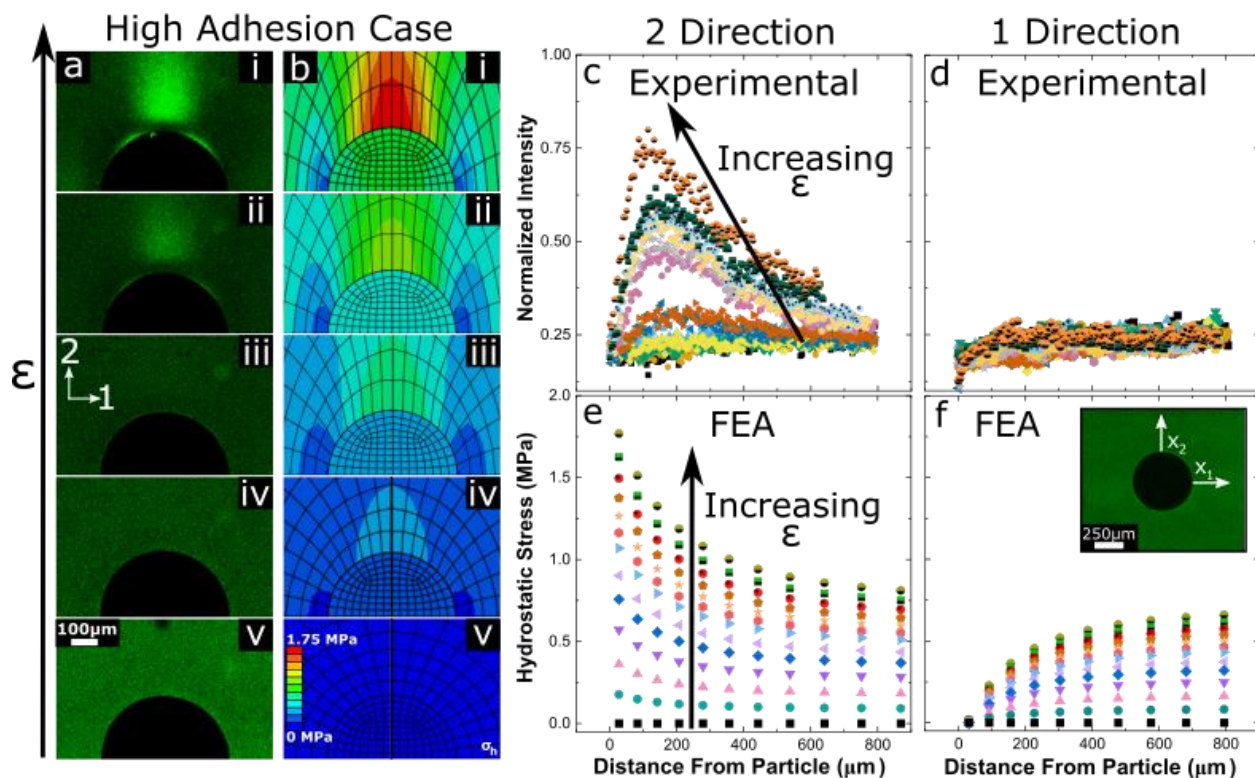 High Adhesion Case
2 Direction
1 Direction
ε
a
i
ii
iii
2
1
iv
100μm
v
b
i
ii
iii
iv
v
1.75 MPa
0 MPa
σh
c
Experimental
Increasing
ε
Normalized Intensity
1.00
0.75
0.50
0.25
d
Experimental
e
FEA
Increasing
ε
Hydrostatic Stress (MPa)
2.0
1.5
1.0
0.5
0.0
0 200 400 600 800
Distance From Particle (μm)
f
FEA
x2
x1
250μm
0 200 400 600 800
Distance From Particle (μm)